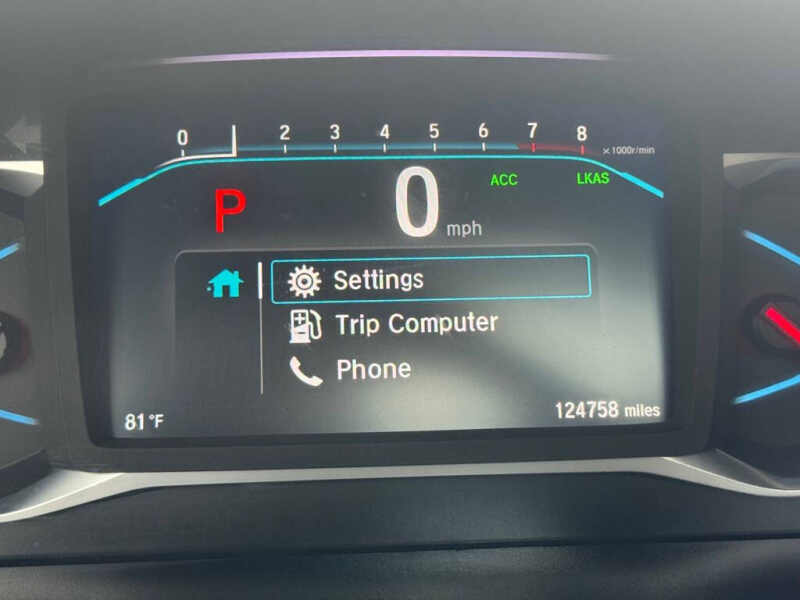 0 2 3 4 5 6 7 8 ×1000r/min
P 0 mph ACC LKAS
Settings
Trip Computer
Phone
81°F 124758 miles